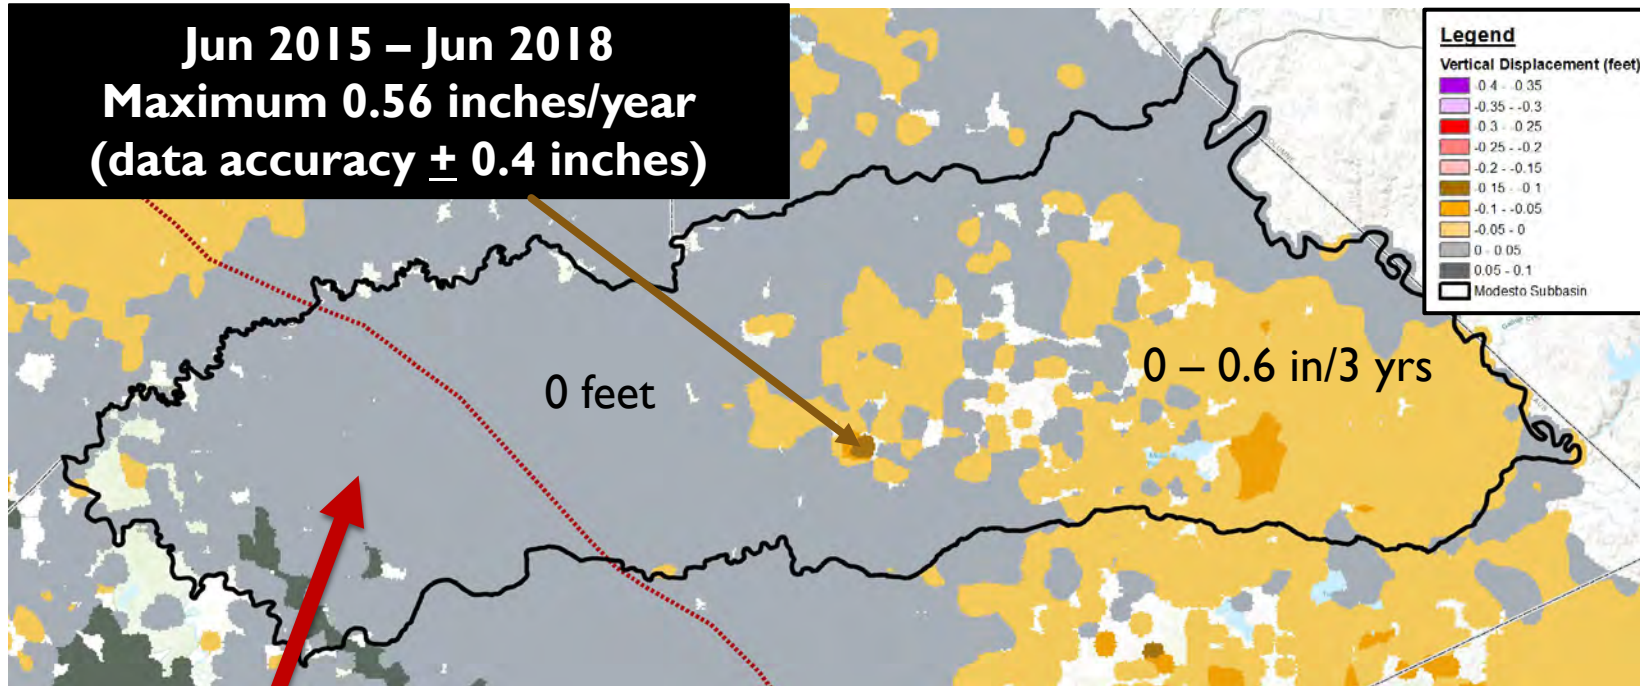 Jun 2015 – Jun 2018
Maximum 0.56 inches/year
(data accuracy ± 0.4 inches)
Legend
Vertical Displacement (feet)
-0.4 - -0.35
-0.35 - -0.3
-0.3 - -0.25
-0.25 - -0.2
-0.2 - -0.15
-0.15 - -0.1
-0.1 - -0.05
-0.05 - 0
0 - 0.05
0.05 - 0.1
Modesto Subbasin
0 feet
0 – 0.6 in/3 yrs